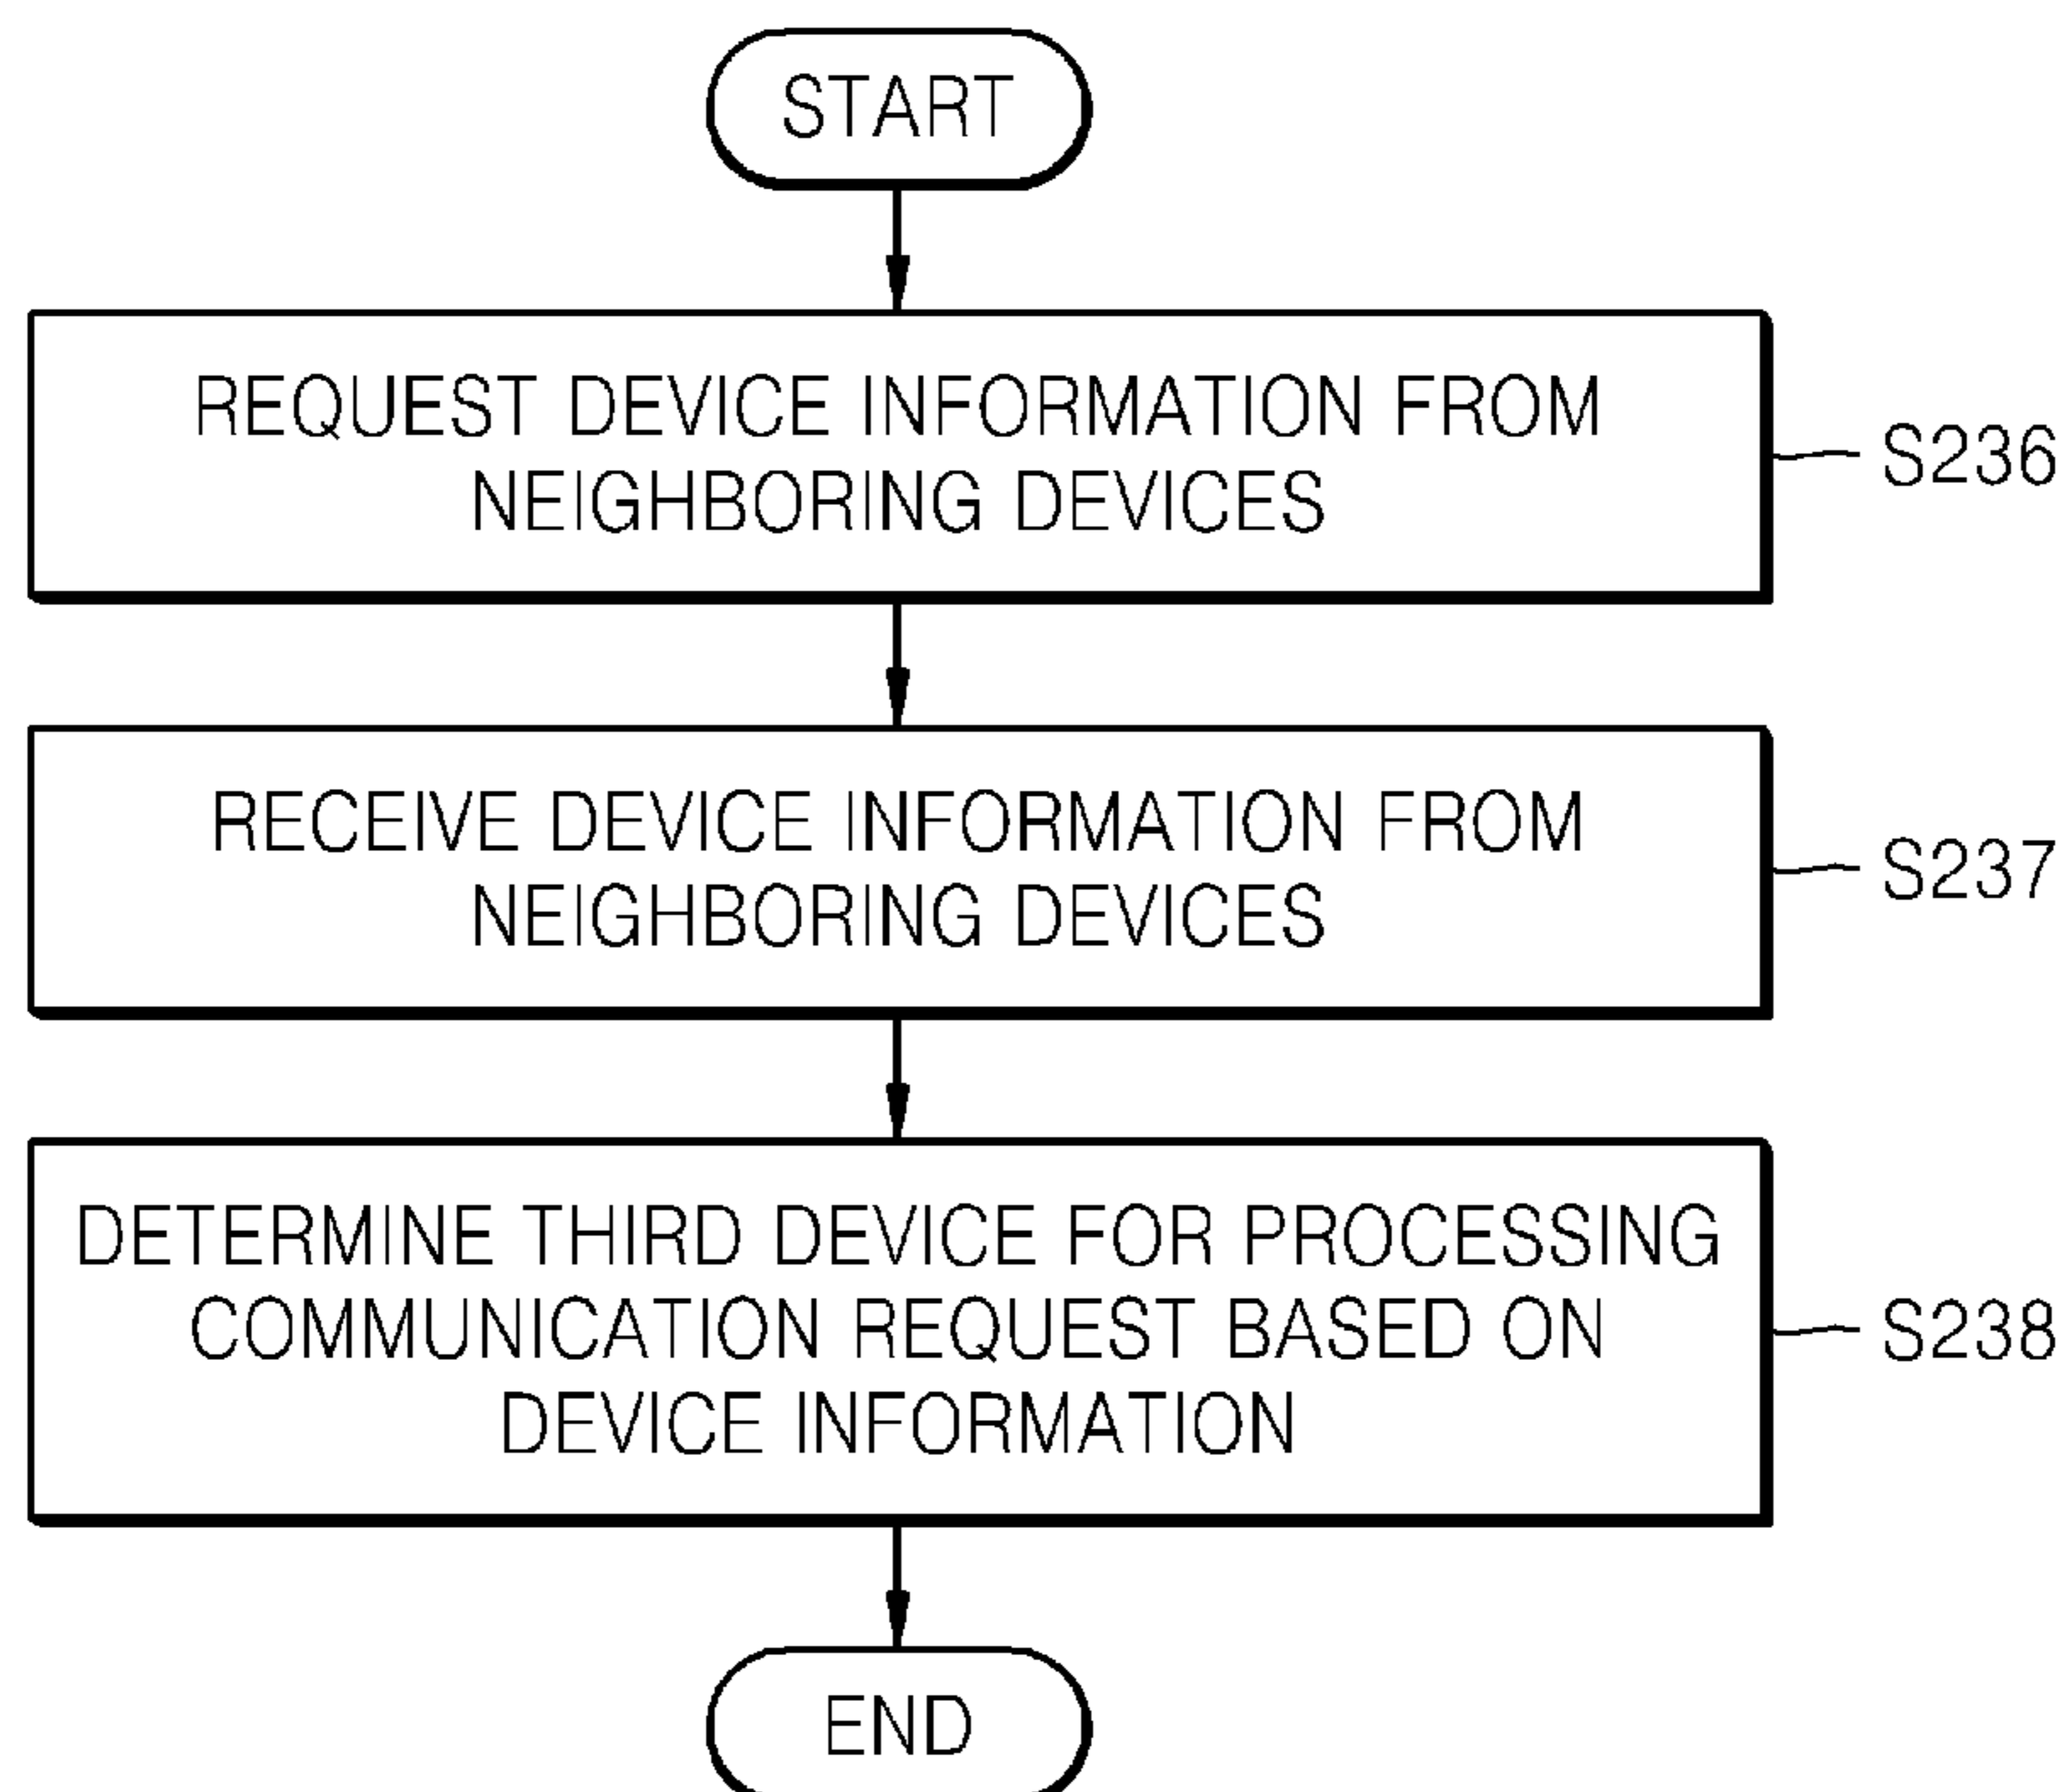 START
REQUEST DEVICE INFORMATION FROM
NEIGHBORING DEVICES
S236
RECEIVE DEVICE INFORMATION FROM
NEIGHBORING DEVICES
S237
DETERMINE THIRD DEVICE FOR PROCESSING
COMMUNICATION REQUEST BASED ON
DEVICE INFORMATION
S238
END